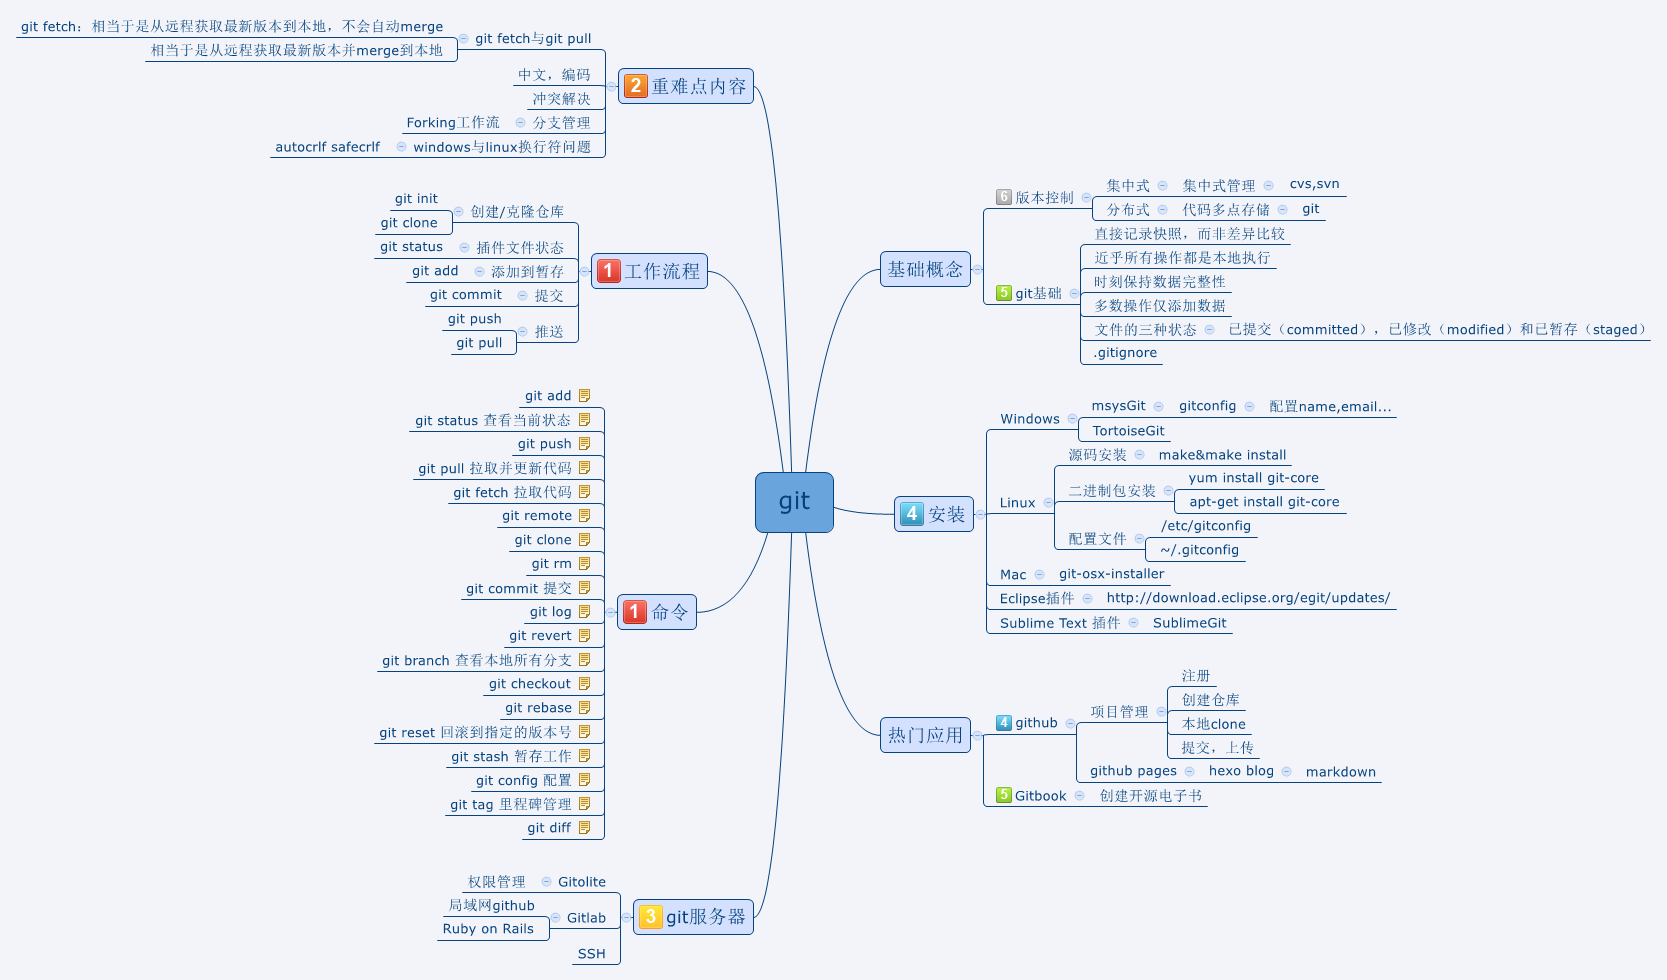 git
2 重难点内容
git fetch与git pull
git fetch：相当于是从远程获取最新版本到本地，不会自动merge
相当于是从远程获取最新版本并merge到本地
中文，编码
冲突解决
分支管理
Forking工作流
windows与linux换行符问题
autocrlf safecrlf
1 工作流程
创建/克隆仓库
git init
git clone
插件文件状态
git status
添加到暂存
git add
提交
git commit
推送
git push
git pull
1 命令
git add
git status 查看当前状态
git push
git pull 拉取并更新代码
git fetch 拉取代码
git remote
git clone
git rm
git commit 提交
git log
git revert
git branch 查看本地所有分支
git checkout
git rebase
git reset 回滚到指定的版本号
git stash 暂存工作
git config 配置
git tag 里程碑管理
git diff
3 git服务器
Gitolite
权限管理
Gitlab
局域网github
Ruby on Rails
SSH
基础概念
6 版本控制
集中式
集中式管理
cvs,svn
分布式
代码多点存储
git
5 git基础
直接记录快照，而非差异比较
近乎所有操作都是本地执行
时刻保持数据完整性
多数操作仅添加数据
文件的三种状态
已提交（committed），已修改（modified）和已暂存（staged）
.gitignore
4 安装
Windows
msysGit
gitconfig
配置name,email...
TortoiseGit
Linux
源码安装
make&make install
二进制包安装
yum install git-core
apt-get install git-core
配置文件
/etc/gitconfig
~/.gitconfig
Mac
git-osx-installer
Eclipse插件
http://download.eclipse.org/egit/updates/
Sublime Text 插件
SublimeGit
热门应用
4 github
项目管理
注册
创建仓库
本地clone
提交，上传
github pages
hexo blog
markdown
5 Gitbook
创建开源电子书